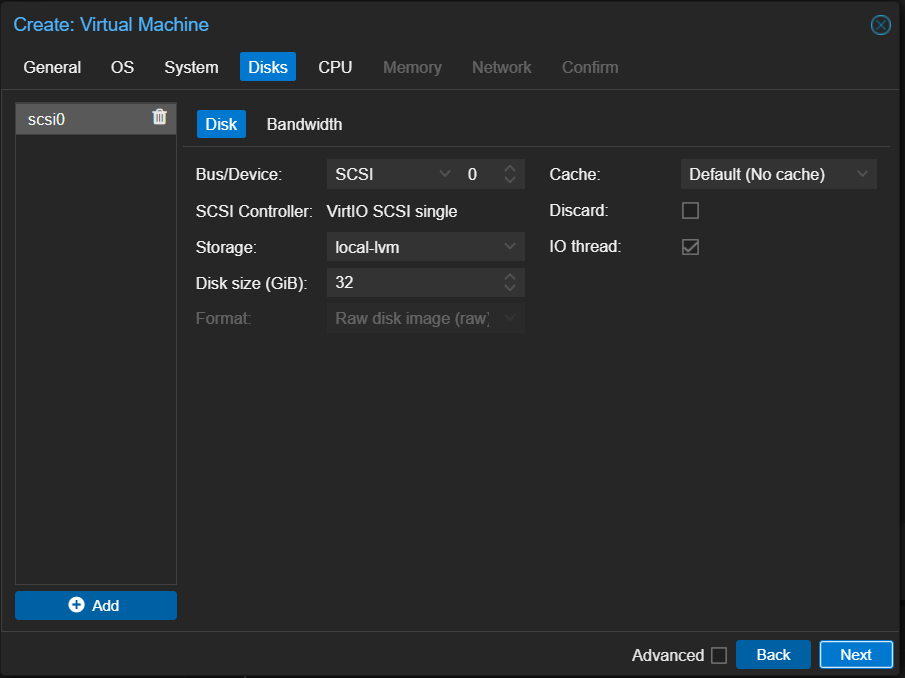 Create: Virtual Machine
General OS System Disks CPU Memory Network Confirm
scsi0
Disk Bandwidth
Bus/Device: SCSI 0 Cache: Default (No cache)
SCSI Controller: VirtIO SCSI single Discard:
Storage: local-lvm IO thread:
Disk size (GiB): 32
Format: Raw disk image (raw)
Add
Advanced Back Next